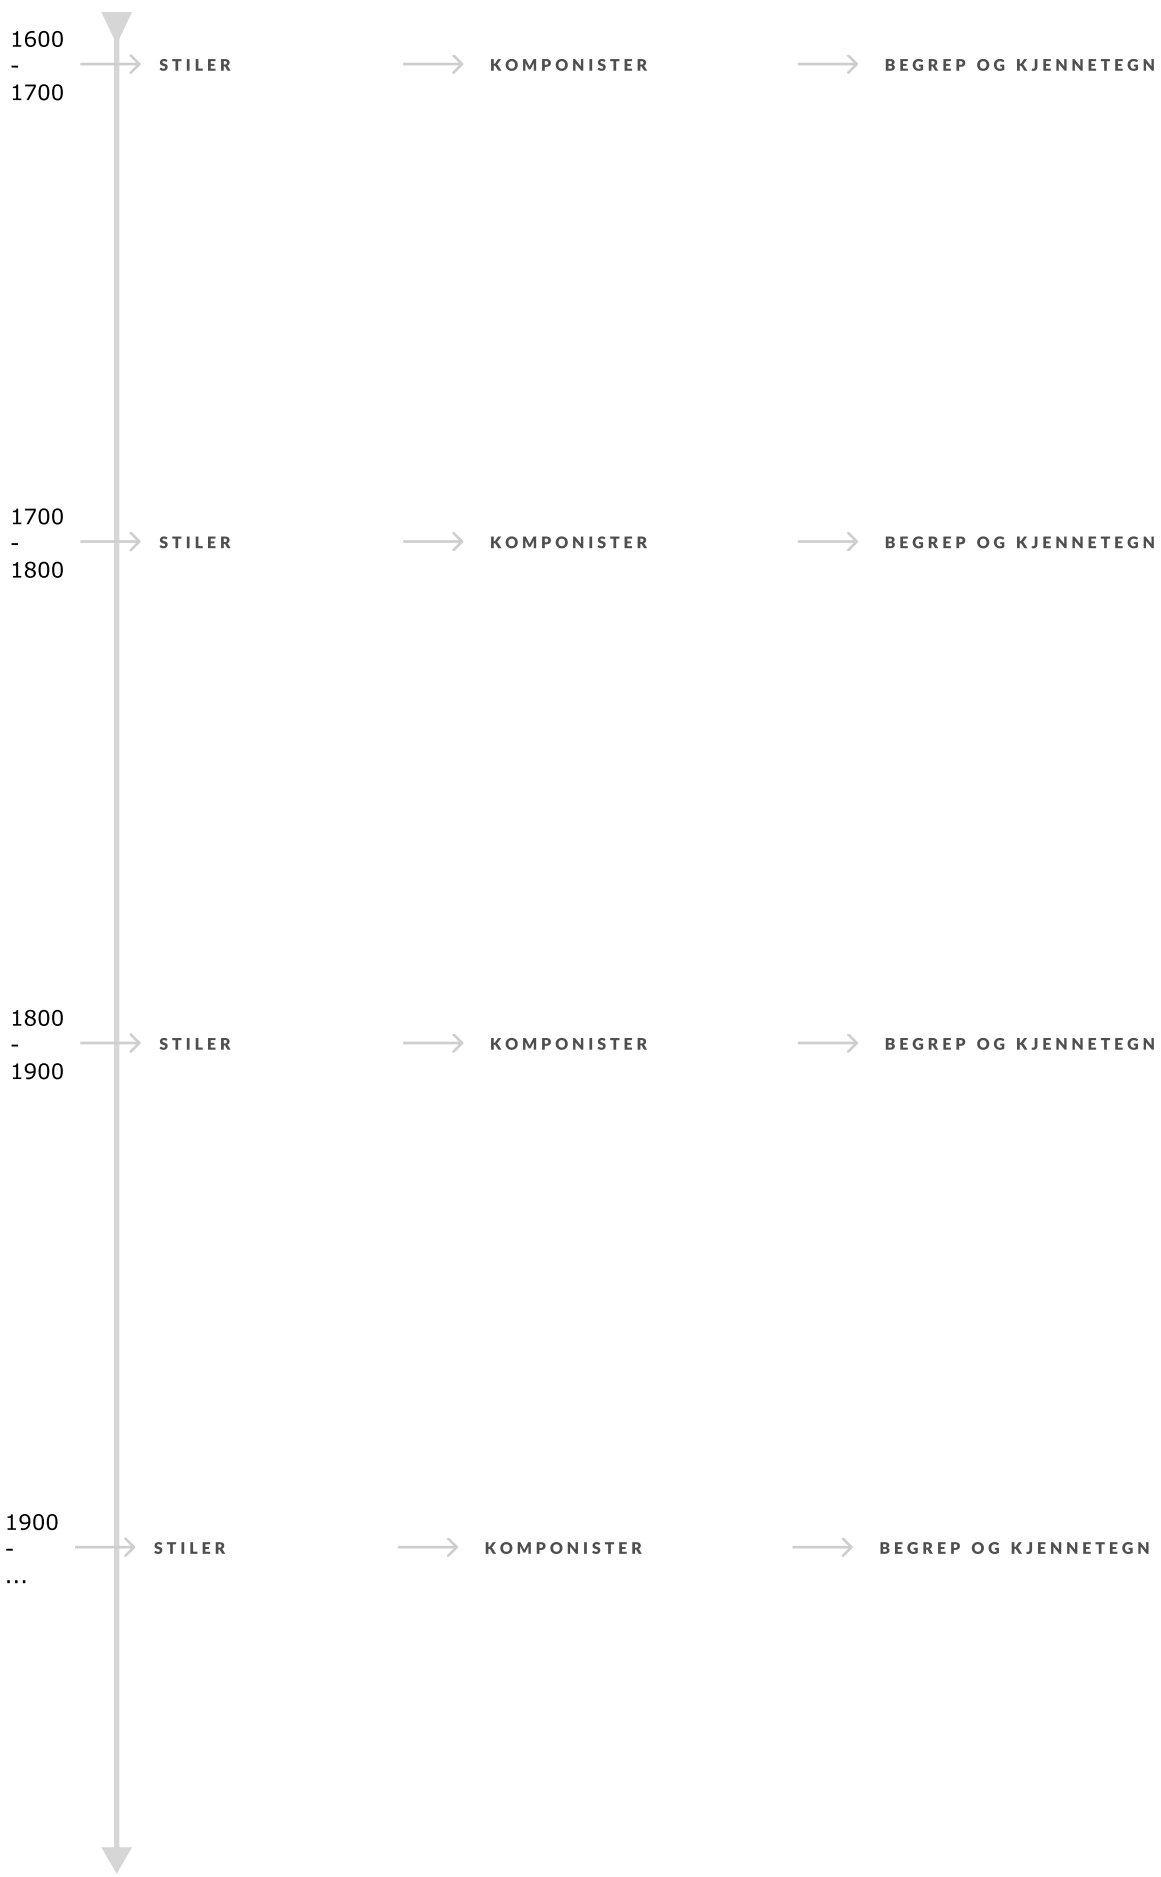 1600
-
1700
STILER
KOMPONISTER
BEGREP OG KJENNETEGN
1700
-
1800
STILER
KOMPONISTER
BEGREP OG KJENNETEGN
1800
-
1900
STILER
KOMPONISTER
BEGREP OG KJENNETEGN
1900
-
...
STILER
KOMPONISTER
BEGREP OG KJENNETEGN